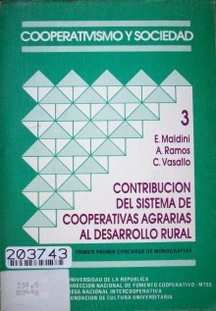 COOPERATIVISMO Y SOCIEDAD
3
E. Maldini
A. Ramos
C. Vasallo
CONTRIBUCION
DEL SISTEMA DE
COOPERATIVAS AGRARIAS
AL DESARROLLO RURAL
203743
PRIMER PREMIO CONCURSO DE MONOGRAFIAS
UNIVERSIDAD DE LA REPUBLICA
DIRECCION NACIONAL DE FOMENTO COOPERATIVO - MTSS
MESA NACIONAL INTERCOOPERATIVA
FUNDACION DE CULTURA UNIVERSITARIA